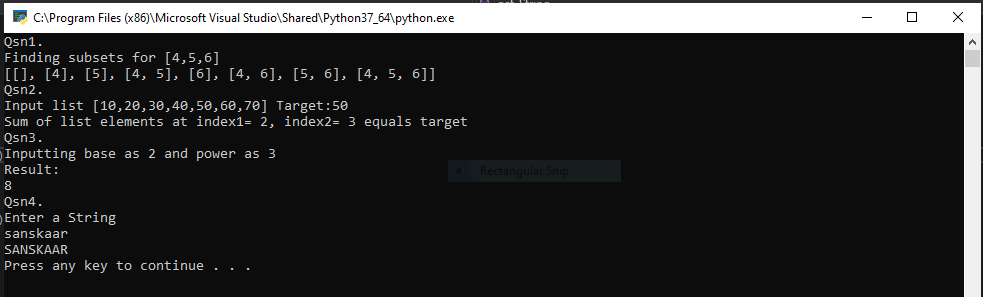 C:\Program Files (x86)\Microsoft Visual Studio\Shared\Python37_64\python.exe
Qsn1.
Finding subsets for [4,5,6]
[[], [4], [5], [4, 5], [6], [4, 6], [5, 6], [4, 5, 6]]
Qsn2.
Input list [10,20,30,40,50,60,70] Target:50
Sum of list elements at index1= 2, index2= 3 equals target
Qsn3.
Inputting base as 2 and power as 3
Result:
Rectangular Snip
8
Qsn4.
Enter a String
sanskaar
SANSKAAR
Press any key to continue . . .